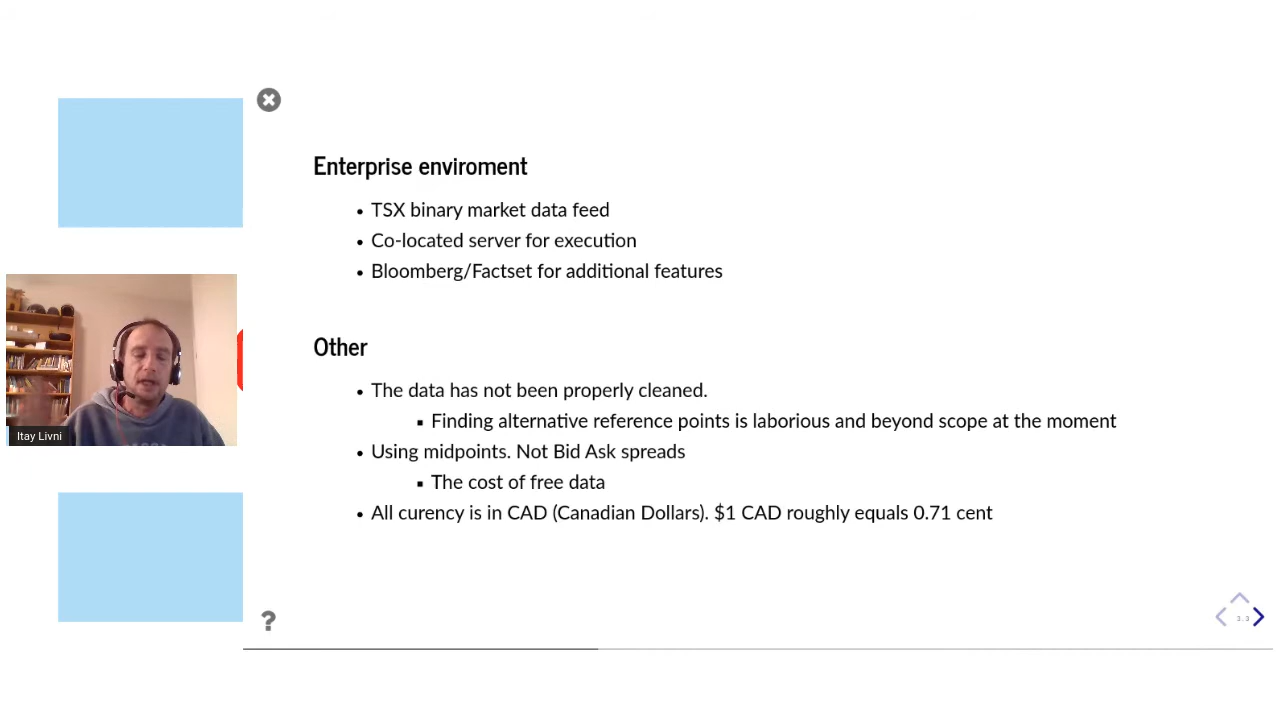 Enterprise enviroment
TSX binary market data feed
Co-located server for execution
Bloomberg/Factset for additional features
Other
The data has not been properly cleaned.
Finding alternative reference points is laborious and beyond scope at the moment
Using midpoints. Not Bid Ask spreads
The cost of free data
All curency is in CAD (Canadian Dollars). $1 CAD roughly equals 0.71 cent
Itay Livni
?
3.3